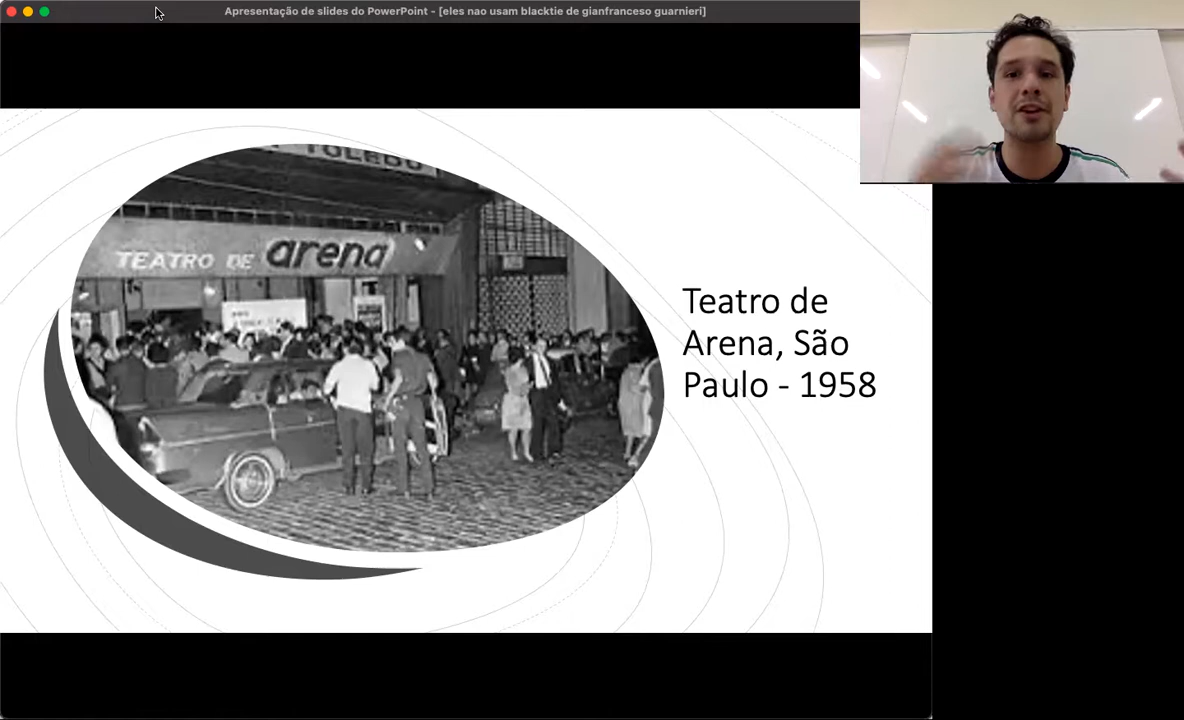 Apresentação de slides do PowerPoint - [eles nao usam blacktie de gianfranceso guarnieri]
TOLEDO
TEATRO DE arena
Teatro de
Arena, São
Paulo - 1958